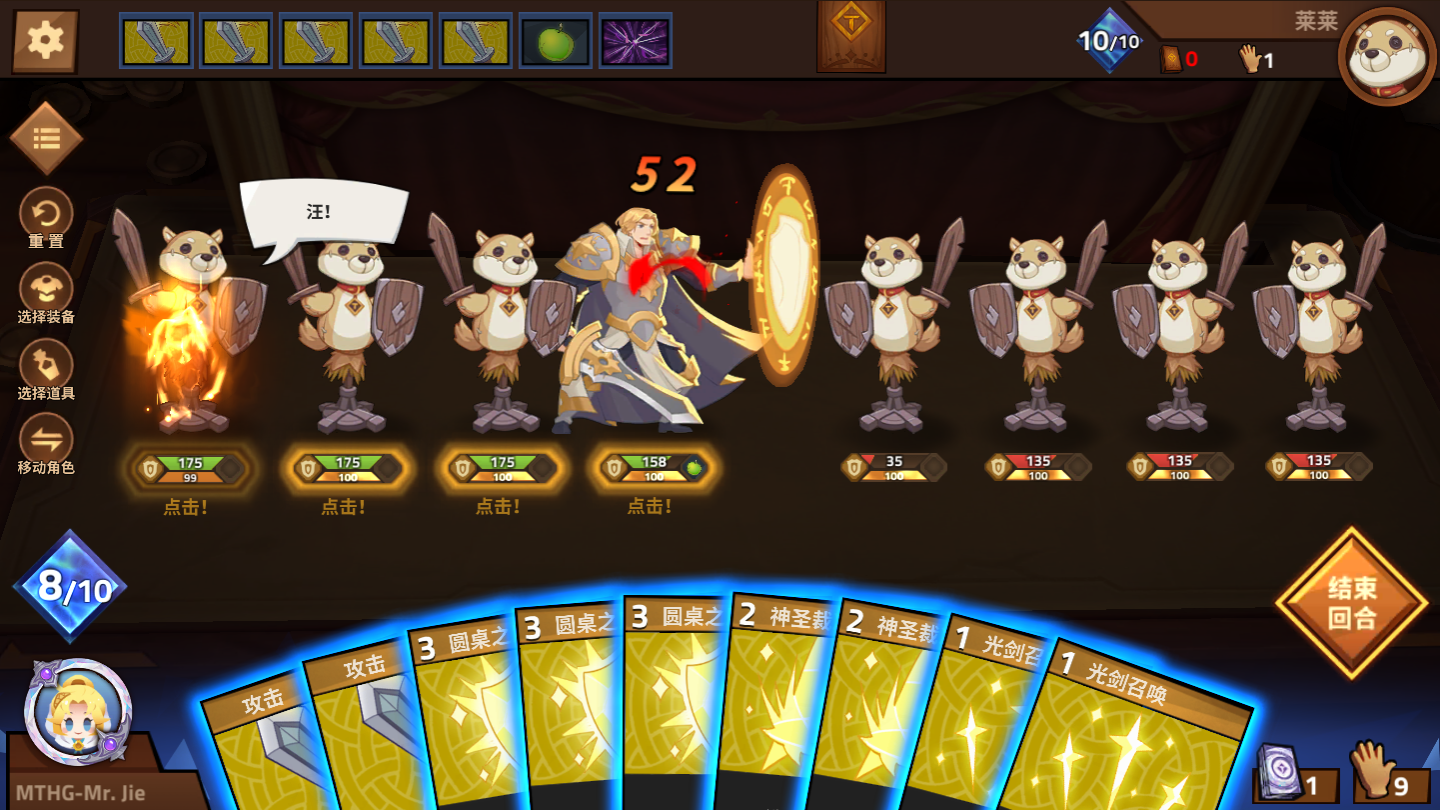 莱莱
10/10
0
1
52
汪!
重置
选择装备
选择道具
移动角色
175
99
175
100
175
100
158
100
35
100
135
100
135
100
135
100
点击!
点击!
点击!
点击!
8/10
结束
回合
攻击
攻击
3 圆桌之
3 圆桌之
3 圆桌之
2 神圣裁
2 神圣裁
1 光剑召
1 光剑召唤
MTHG-Mr. Jie
1
9